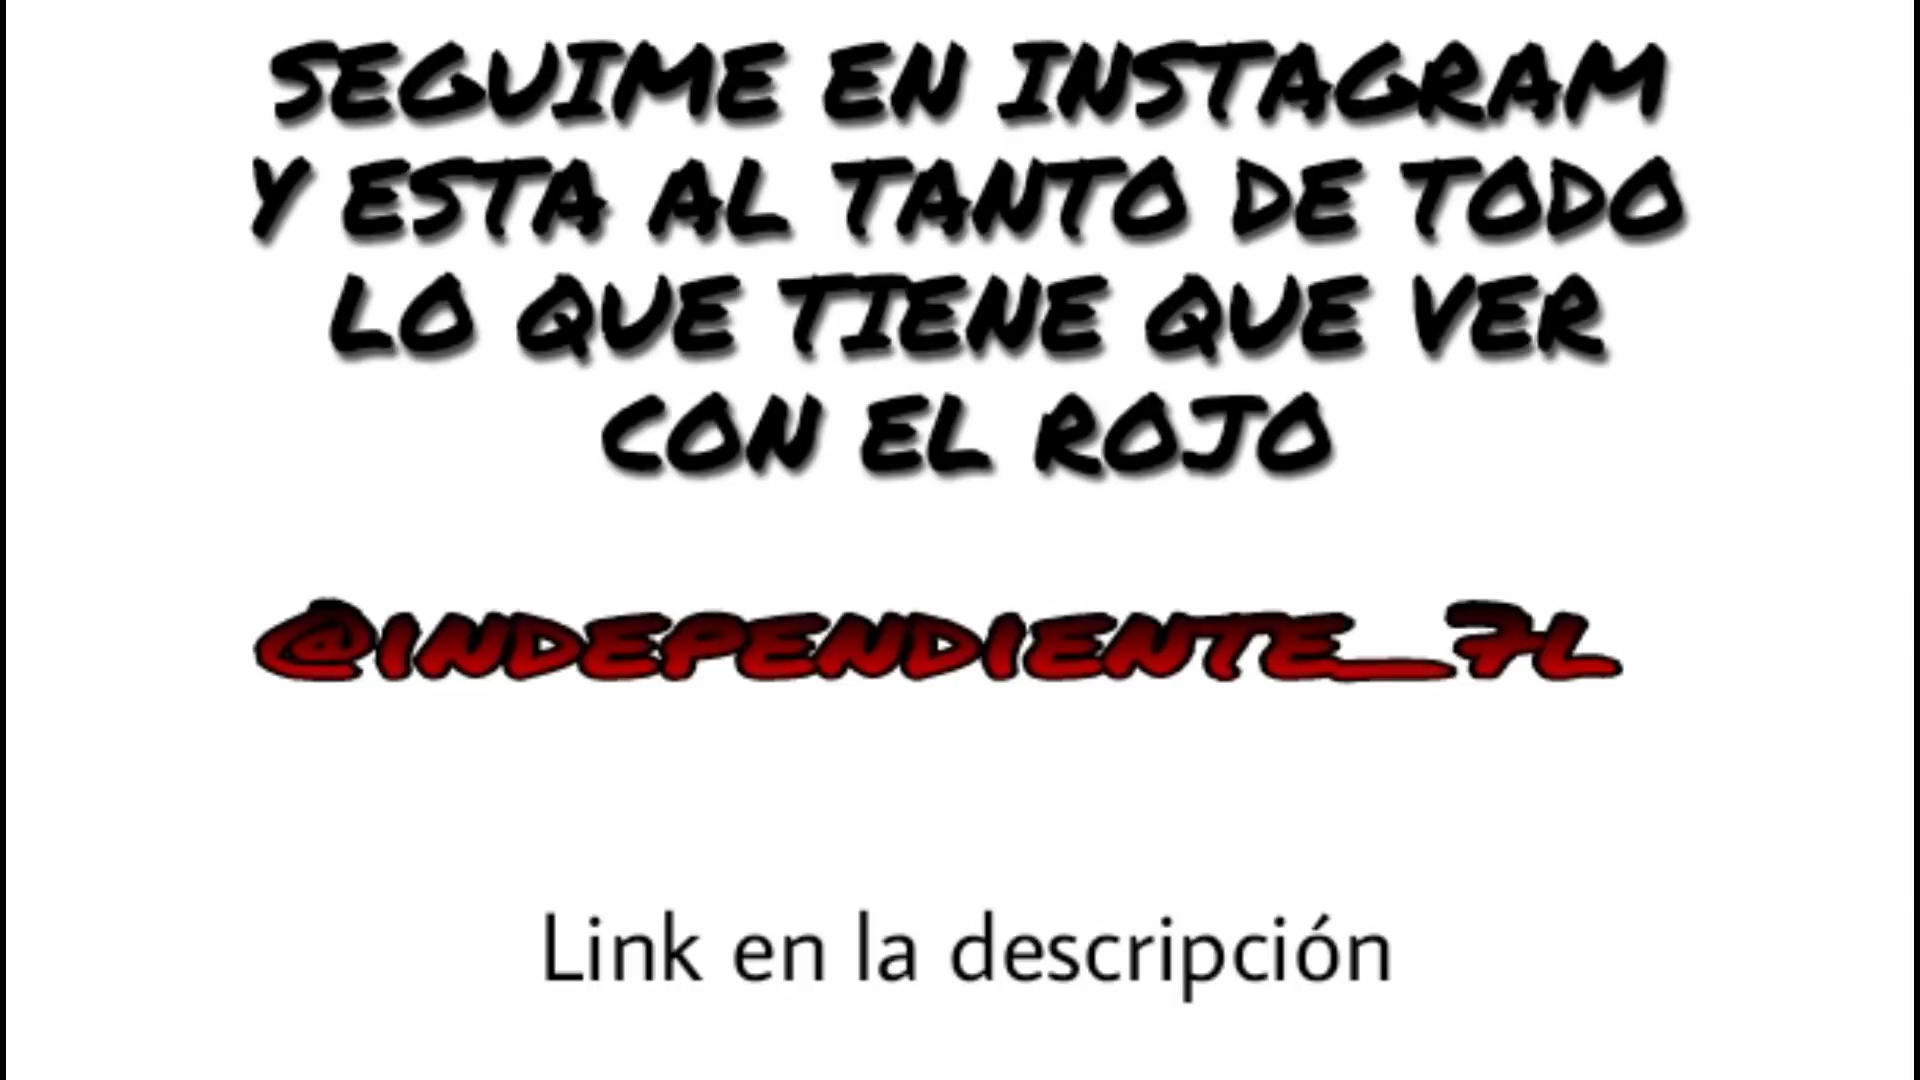 SEGUIME EN INSTAGRAM
Y ESTA AL TANTO DE TODO
LO QUE TIENE QUE VER
CON EL ROJO
@INDEPENDIENTE_7L
Link en la descripción